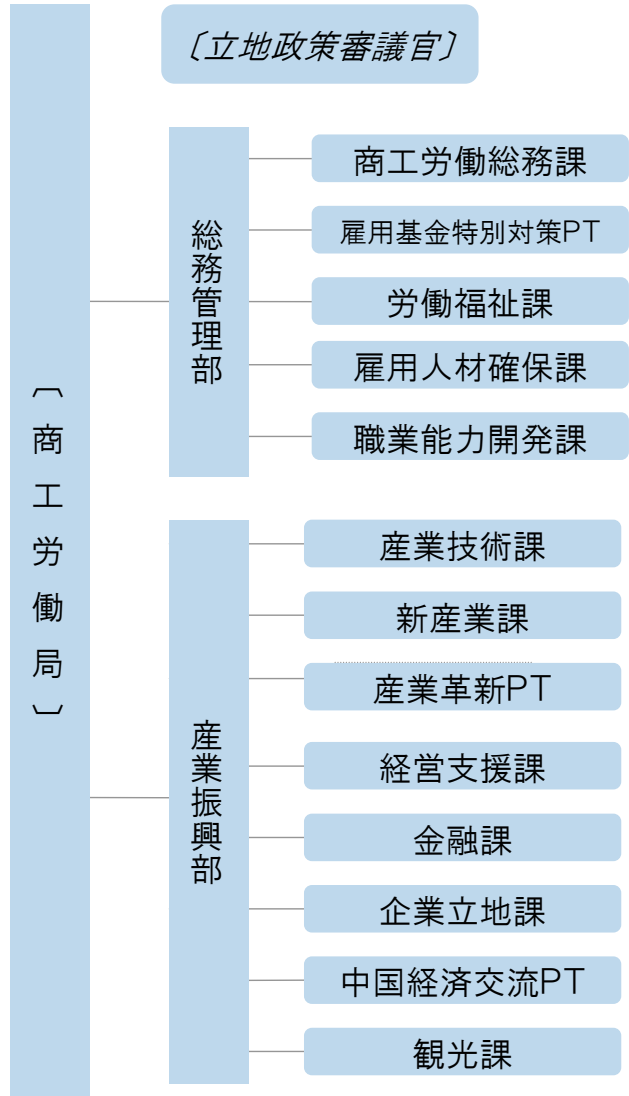 〔立地政策審議官〕
〔商工労働局〕
総務管理部
商工労働総務課
雇用基金特別対策PT
労働福祉課
雇用人材確保課
職業能力開発課
産業振興部
産業技術課
新産業課
産業革新PT
経営支援課
金融課
企業立地課
中国経済交流PT
観光課